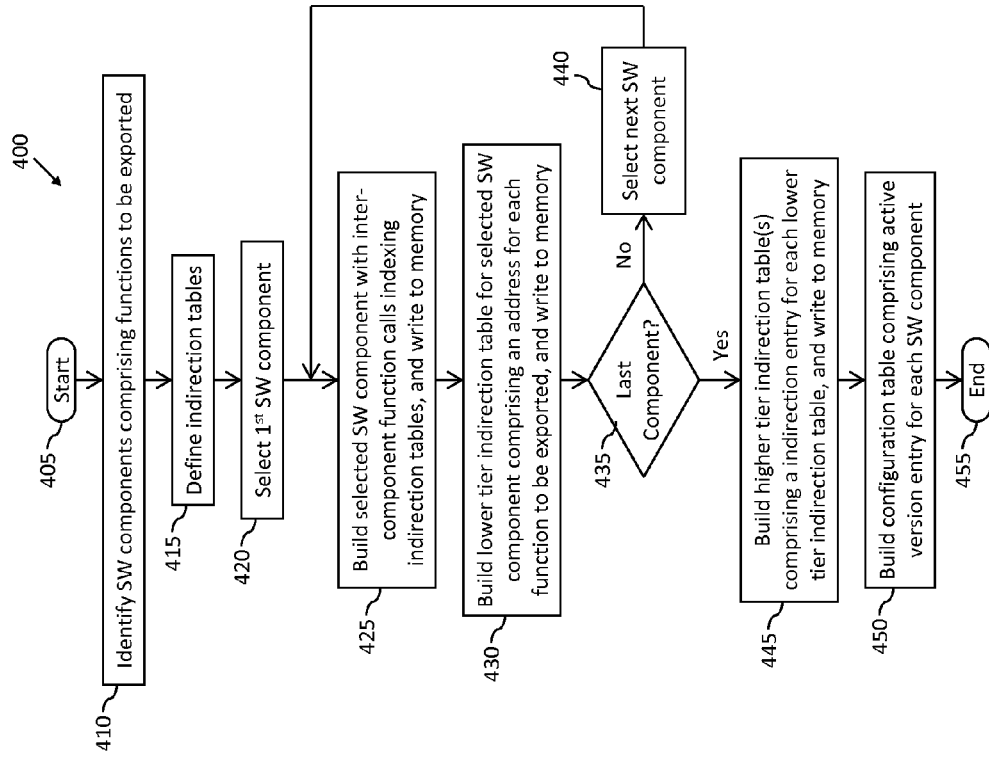 400
405
Start
410
Identify SW components comprising functions to be exported
415
Define indirection tables
420
Select 1st SW component
425
Build selected SW component with inter-
component function calls indexing
indirection tables, and write to memory
430
Build lower tier indirection table for selected SW
component comprising an address for each
function to be exported, and write to memory
435
Last
Component?
No
440
Select next SW
component
Yes
445
Build higher tier indirection table(s)
comprising a indirection entry for each lower
tier indirection table, and write to memory
450
Build configuration table comprising active
version entry for each SW component
455
End